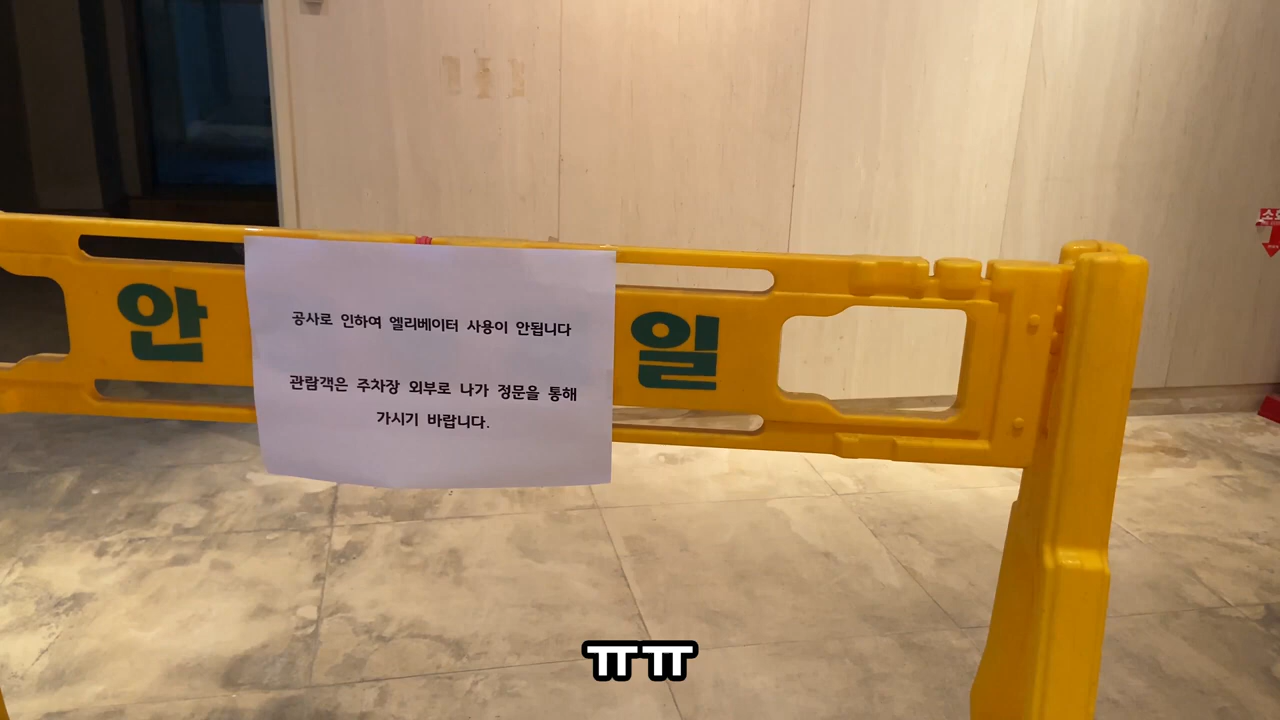 안
일
공사로 인하여 엘리베이터 사용이 안됩니다
관람객은 주차장 외부로 나가 정문을 통해
가시기 바랍니다.
ㅠㅠ